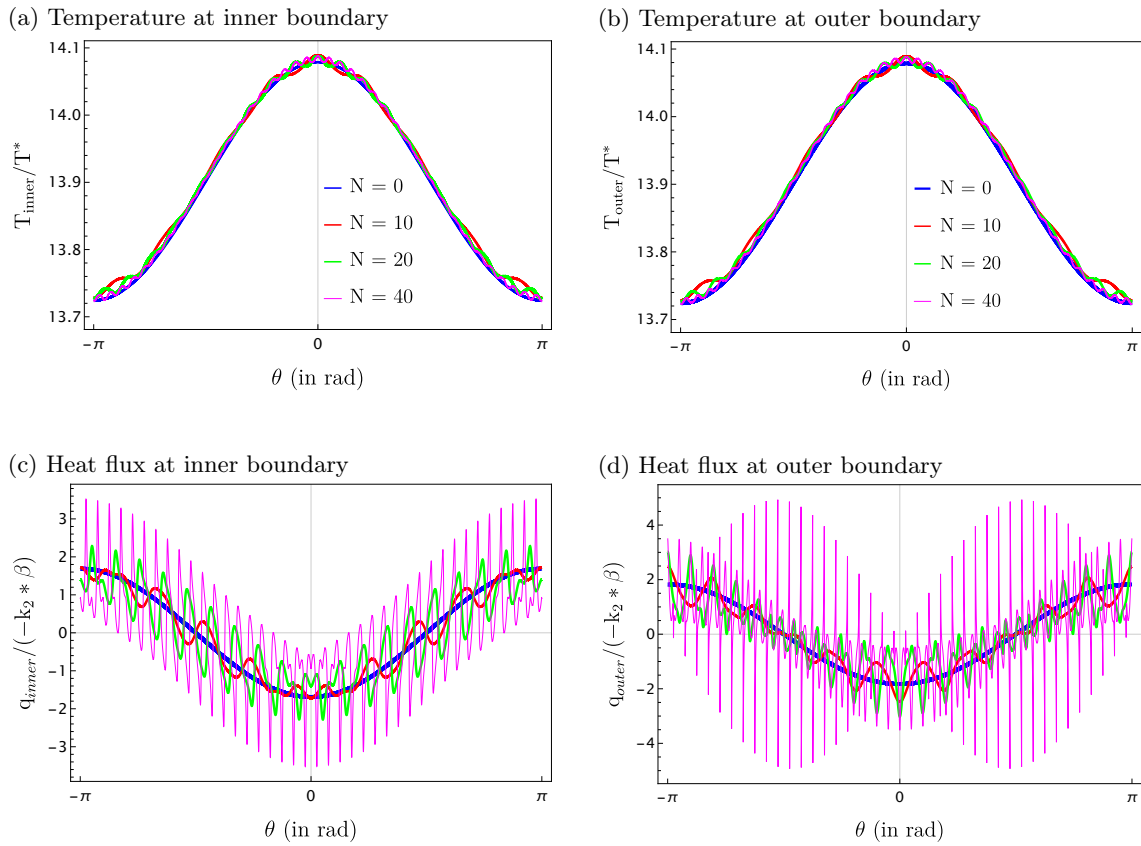 (a) Temperature at inner boundary
14.1
14.0
13.9
13.8
13.7
T_inner/T*
N = 0
N = 10
N = 20
N = 40
−π
0
π
θ (in rad)
(b) Temperature at outer boundary
14.1
14.0
13.9
13.8
13.7
T_outer/T*
N = 0
N = 10
N = 20
N = 40
−π
0
π
θ (in rad)
(c) Heat flux at inner boundary
3
2
1
0
-1
-2
-3
q_inner/(−k₂ * β)
−π
0
π
θ (in rad)
(d) Heat flux at outer boundary
4
2
0
-2
-4
q_outer/(−k₂ * β)
−π
0
π
θ (in rad)